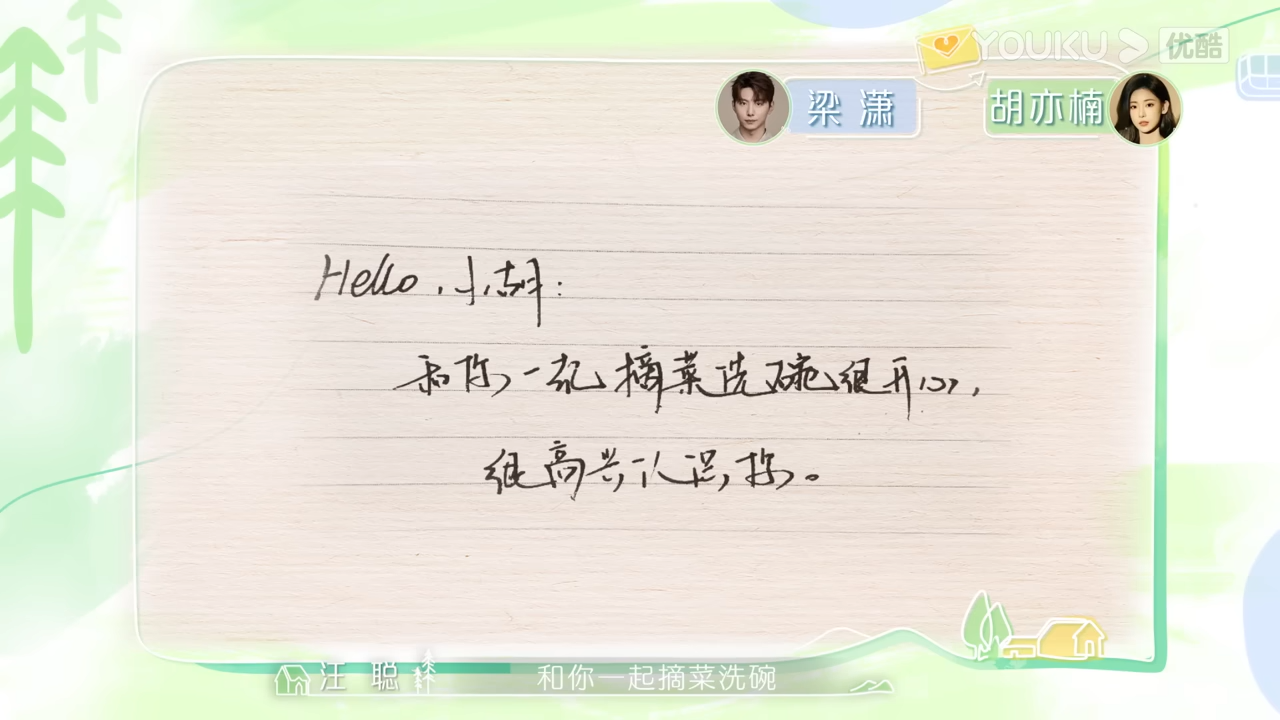 YOUKU 优酷
梁潇
胡亦楠
Hello,小胡:
和你一起摘菜洗碗很开心,
很高兴认识你。
汪聪
和你一起摘菜洗碗